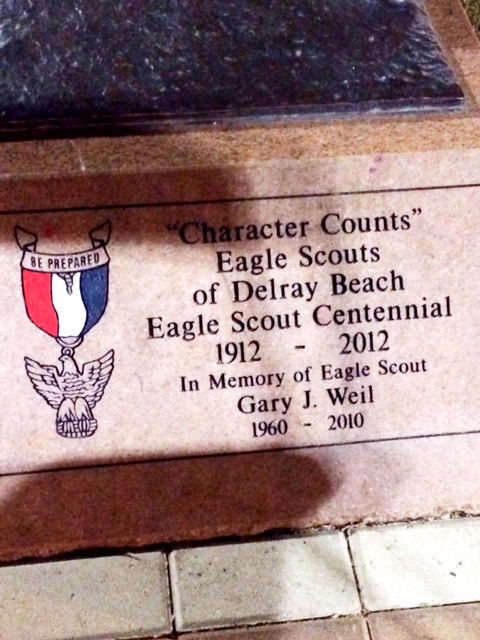 BE PREPARED
"Character Counts"
Eagle Scouts
of Delray Beach
Eagle Scout Centennial
1912 - 2012
In Memory of Eagle Scout
Gary J. Weil
1960 - 2010